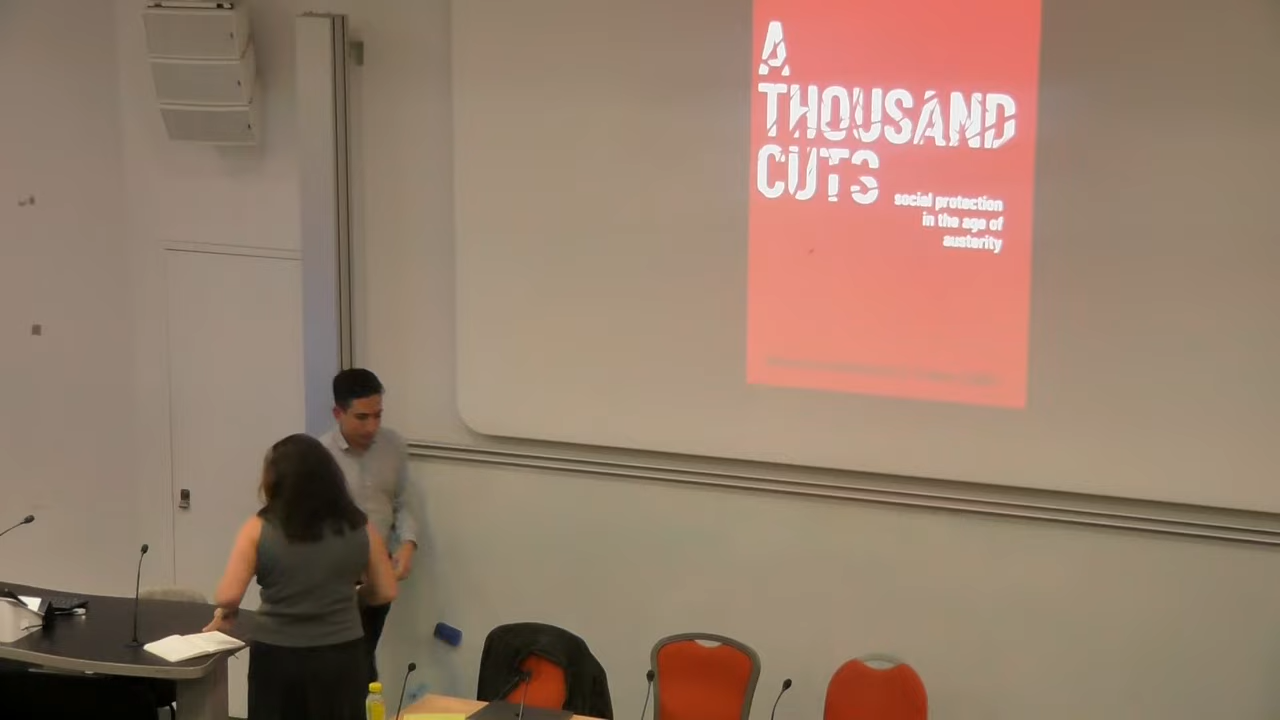 A
THOUSAND
CUTS
social protection
in the age of
austerity